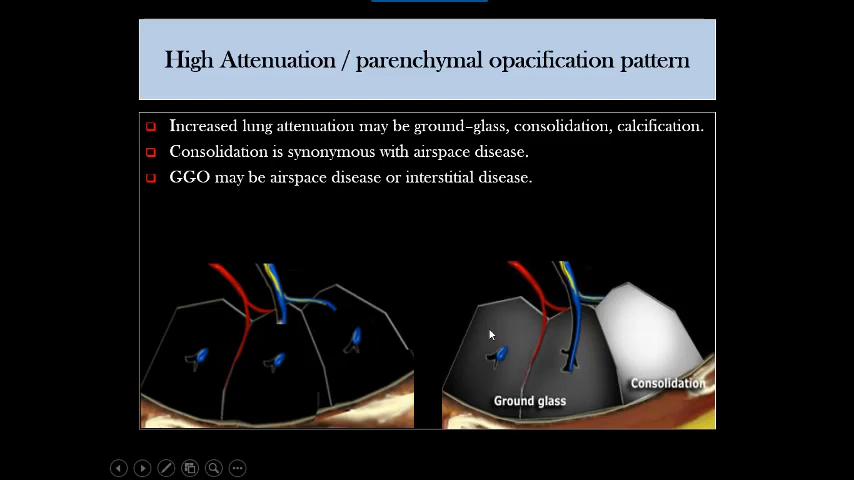 High Attenuation / parenchymal opacification pattern
Increased lung attenuation may be ground-glass, consolidation, calcification.
Consolidation is synonymous with airspace disease.
GGO may be airspace disease or interstitial disease.
Consolidation
Ground glass